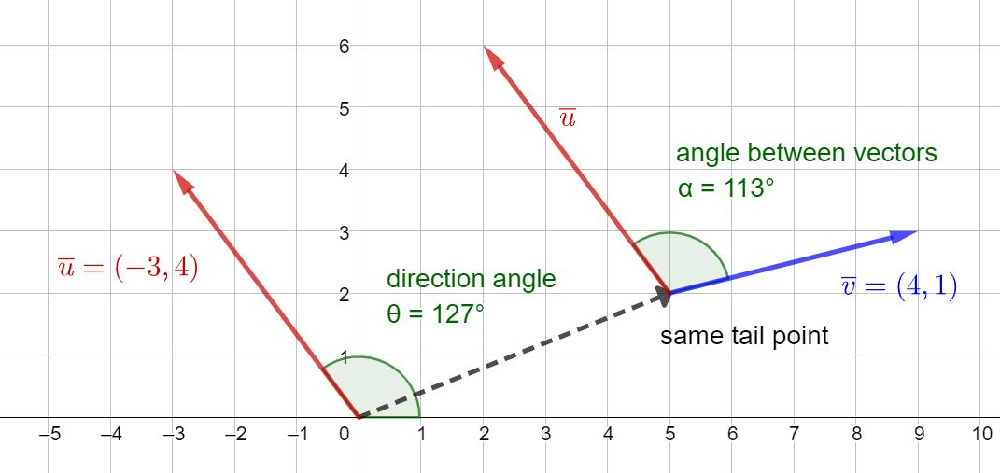 6
5
4
3
2
1
–5 –4 –3 –2 –1 0 1 2 3 4 5 6 7 8 9 10
u̅
angle between vectors
α = 113°
u̅ = (−3, 4)
direction angle
θ = 127°
v̅ = (4, 1)
same tail point